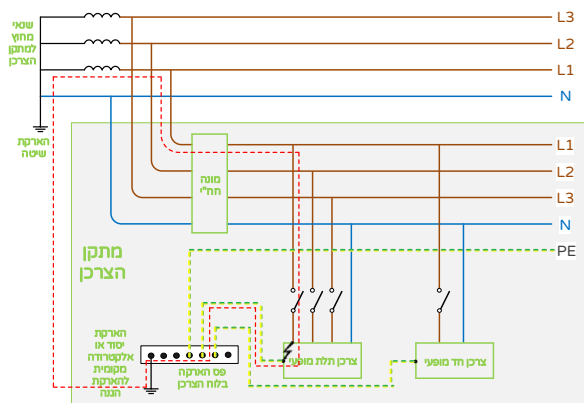 L3
שנאי
מחוץ
למתקן
הצרכן
L2
L1
N
הארקת
שיטה
L1
מונה
חח"י
L2
L3
N
מתקן
הצרכן
PE
הארקת
יסוד או
אלקטרודה
מקומית
להארקת
הגנה
פס הארקה
בלוח הצרכן
צרכן תלת מופעי
צרכן חד מופעי